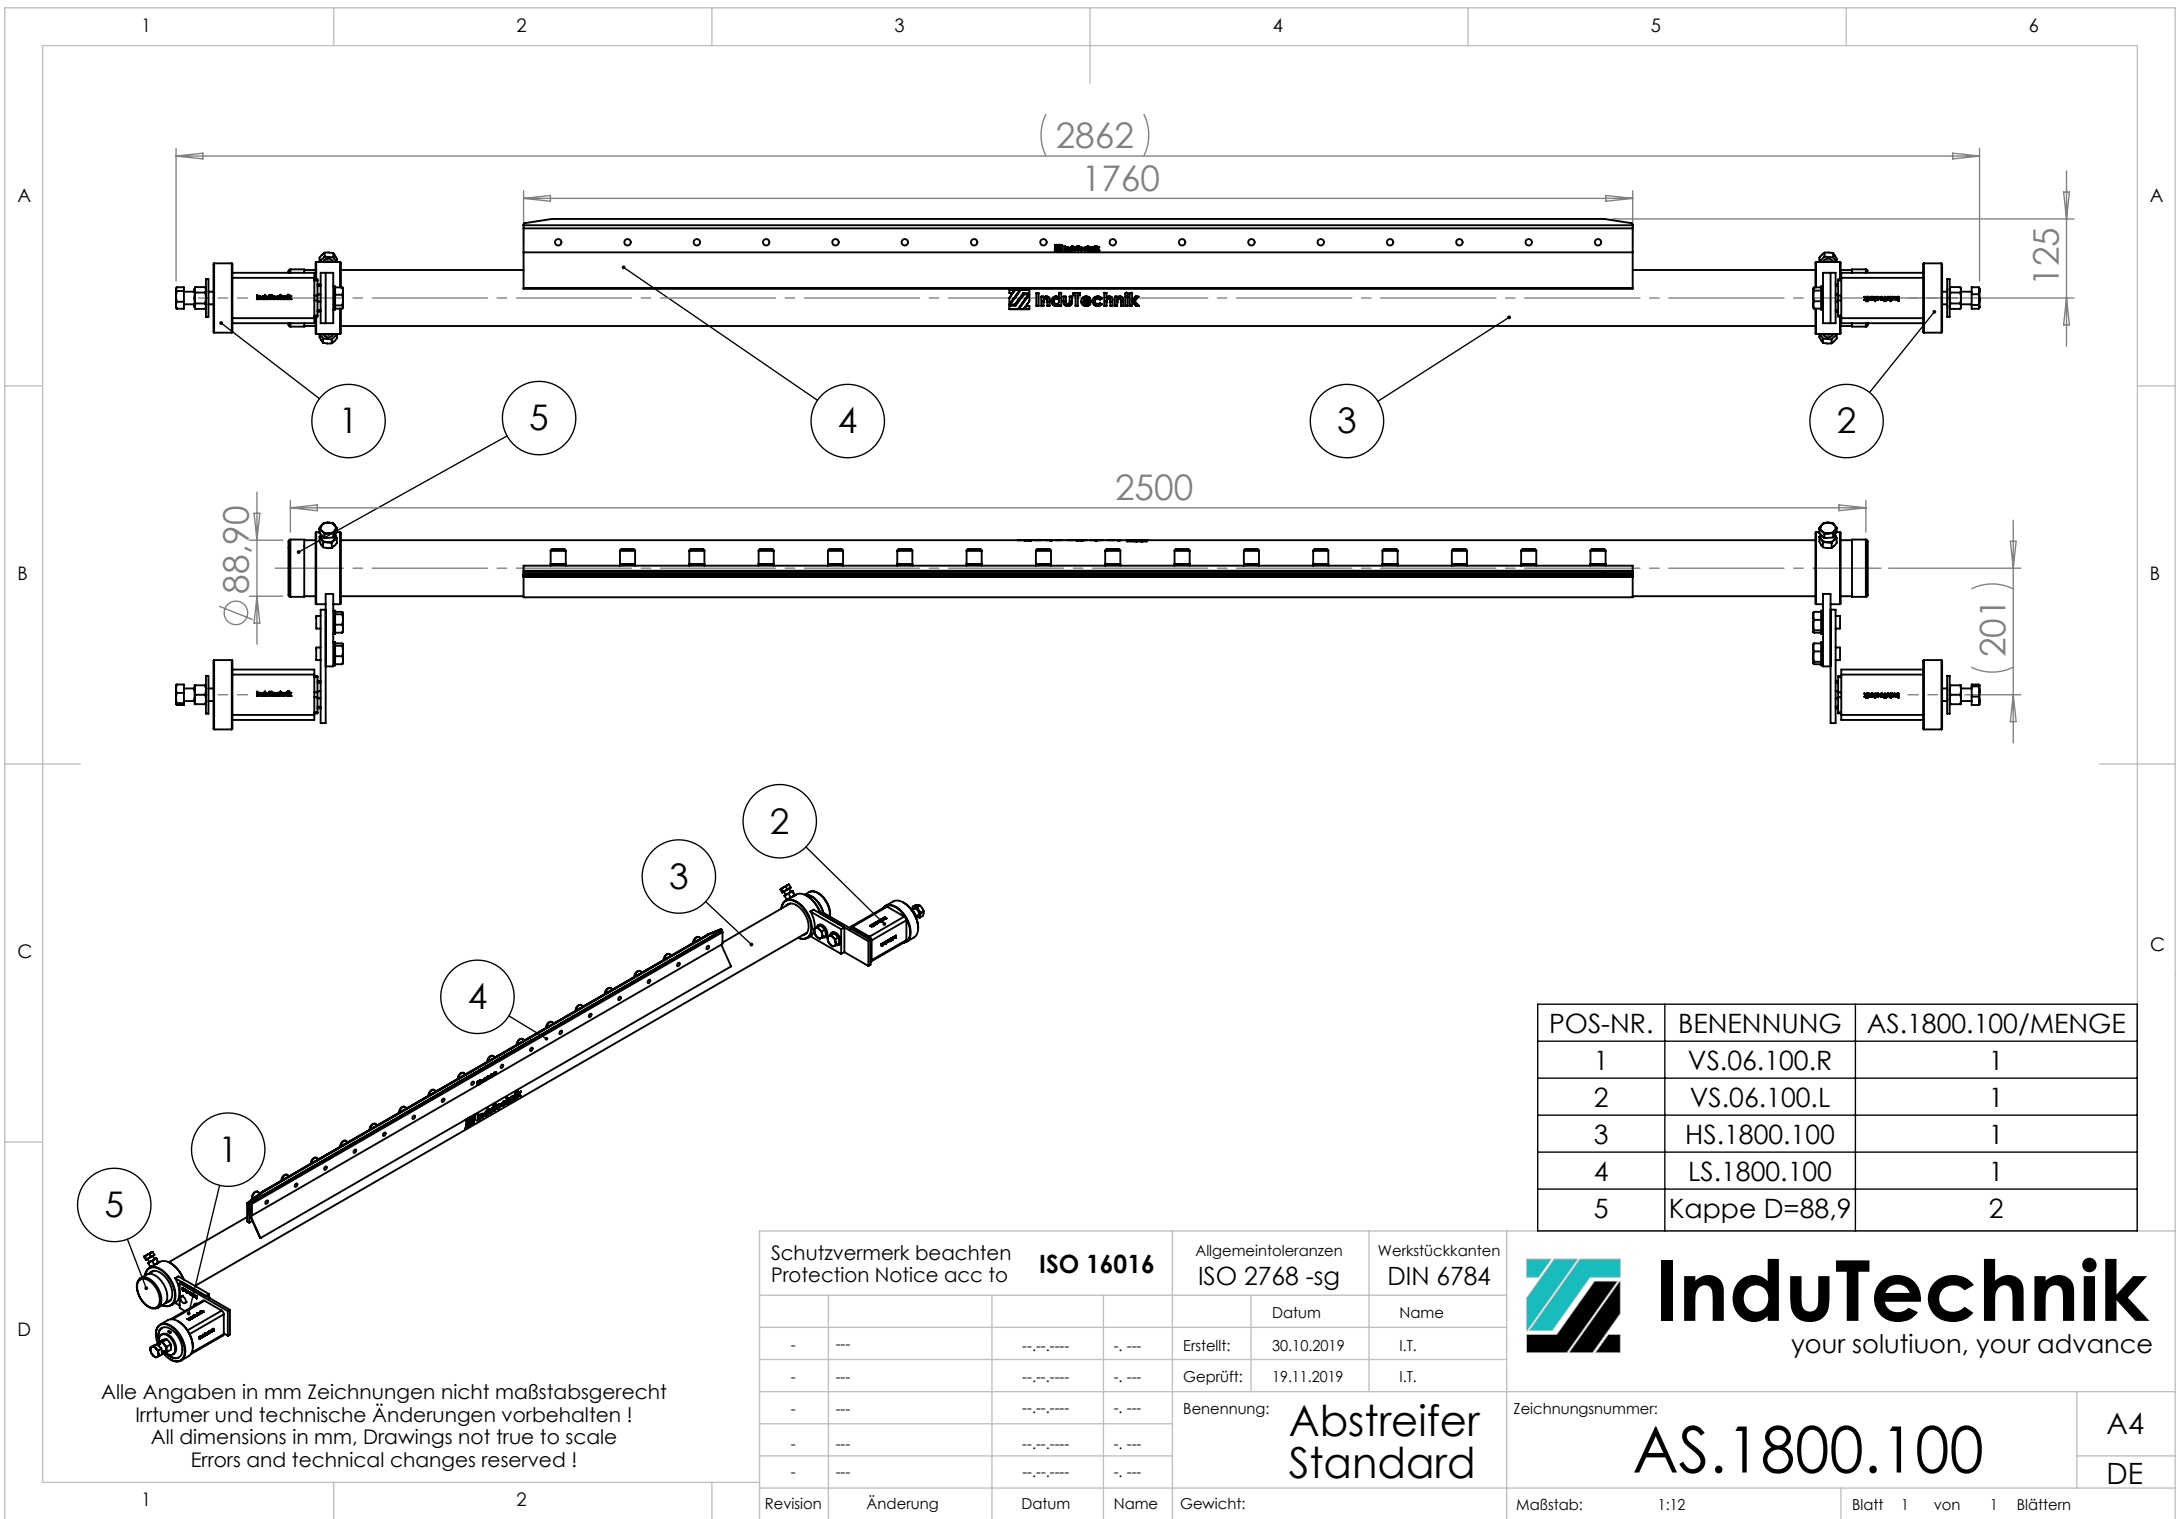 1 2 3 4 5 6
A A
B B
C C
D
( 2862 )
1760
125
InduTechnik
InduTechnik
1
4
3
2
5
2500
Ø 88,90
( 201 )
InduTechnik
2
3
4
1
5
InduTechnik
POS-NR. BENENNUNG AS.1800.100/MENGE
1 VS.06.100.R 1
2 VS.06.100.L 1
3 HS.1800.100 1
4 LS.1800.100 1
5 Kappe D=88,9 2
Alle Angaben in mm Zeichnungen nicht maßstabsgerecht
Irrtumer und technische Änderungen vorbehalten !
All dimensions in mm, Drawings not true to scale
Errors and technical changes reserved !
Schutzvermerk beachten
Protection Notice acc to
ISO 16016
Allgemeintoleranzen
ISO 2768 -sg
Werkstückkanten
DIN 6784
Datum Name
- --- --.--.---- -. --- Erstellt: 30.10.2019 I.T.
- --- --.--.---- -. --- Geprüft: 19.11.2019 I.T.
- --- --.--.---- -. ---
- --- --.--.---- -. ---
- --- --.--.---- -. ---
Revision Änderung Datum Name
Benennung:
Abstreifer
Standard
Gewicht:
InduTechnik
your solutiuon, your advance
Zeichnungsnummer:
AS.1800.100
A4
DE
Maßstab: 1:12
Blatt 1 von 1 Blättern
1 2